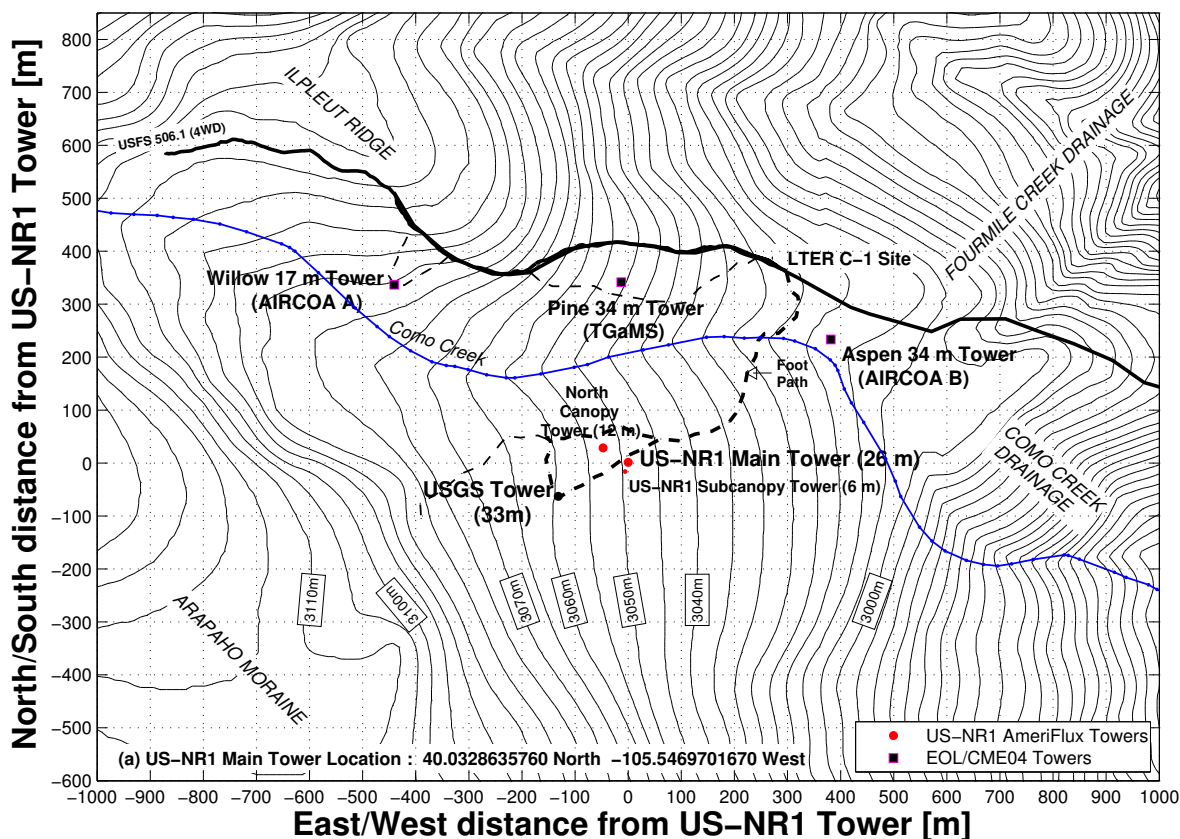 North/South distance from US−NR1 Tower [m]
800
700
600
500
400
300
200
100
0
−100
−200
−300
−400
−500
−600
ILPLEUT RIDGE
USFS 506.1 (4WD)
FOURMILE CREEK DRAINAGE
LTER C−1 Site
Willow 17 m Tower
(AIRCOA A)
Pine 34 m Tower
(TGaMS)
Como Creek
Aspen 34 m Tower
(AIRCOA B)
Foot
Path
North
Canopy
Tower (12 m)
US−NR1 Main Tower (26 m)
US−NR1 Subcanopy Tower (6 m)
USGS Tower
(33m)
COMO CREEK
DRAINAGE
ARAPAHO MORAINE
3110m
3100m
3070m
3060m
3050m
3040m
3000m
US−NR1 AmeriFlux Towers
EOL/CME04 Towers
(a) US−NR1 Main Tower Location : 40.0328635760 North −105.5469701670 West
−1000 −900 −800 −700 −600 −500 −400 −300 −200 −100 0 100 200 300 400 500 600 700 800 900 1000
East/West distance from US−NR1 Tower [m]